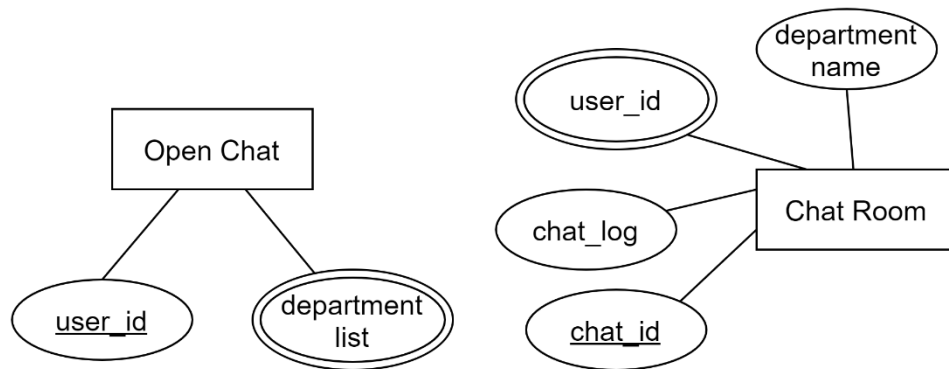 Open Chat
user_id
department
list
department
name
user_id
chat_log
Chat Room
chat_id